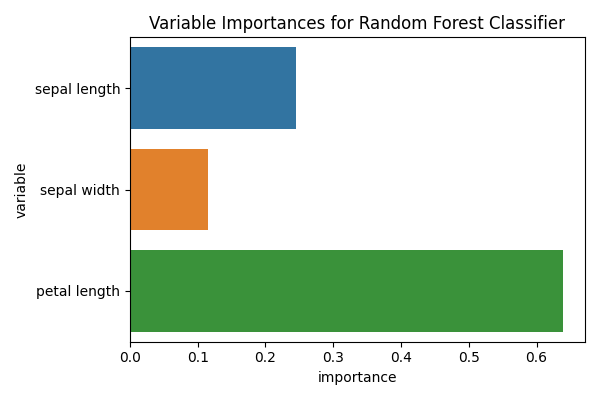 Variable Importances for Random Forest Classifier
sepal length
sepal width
petal length
variable
0.0 0.1 0.2 0.3 0.4 0.5 0.6
importance